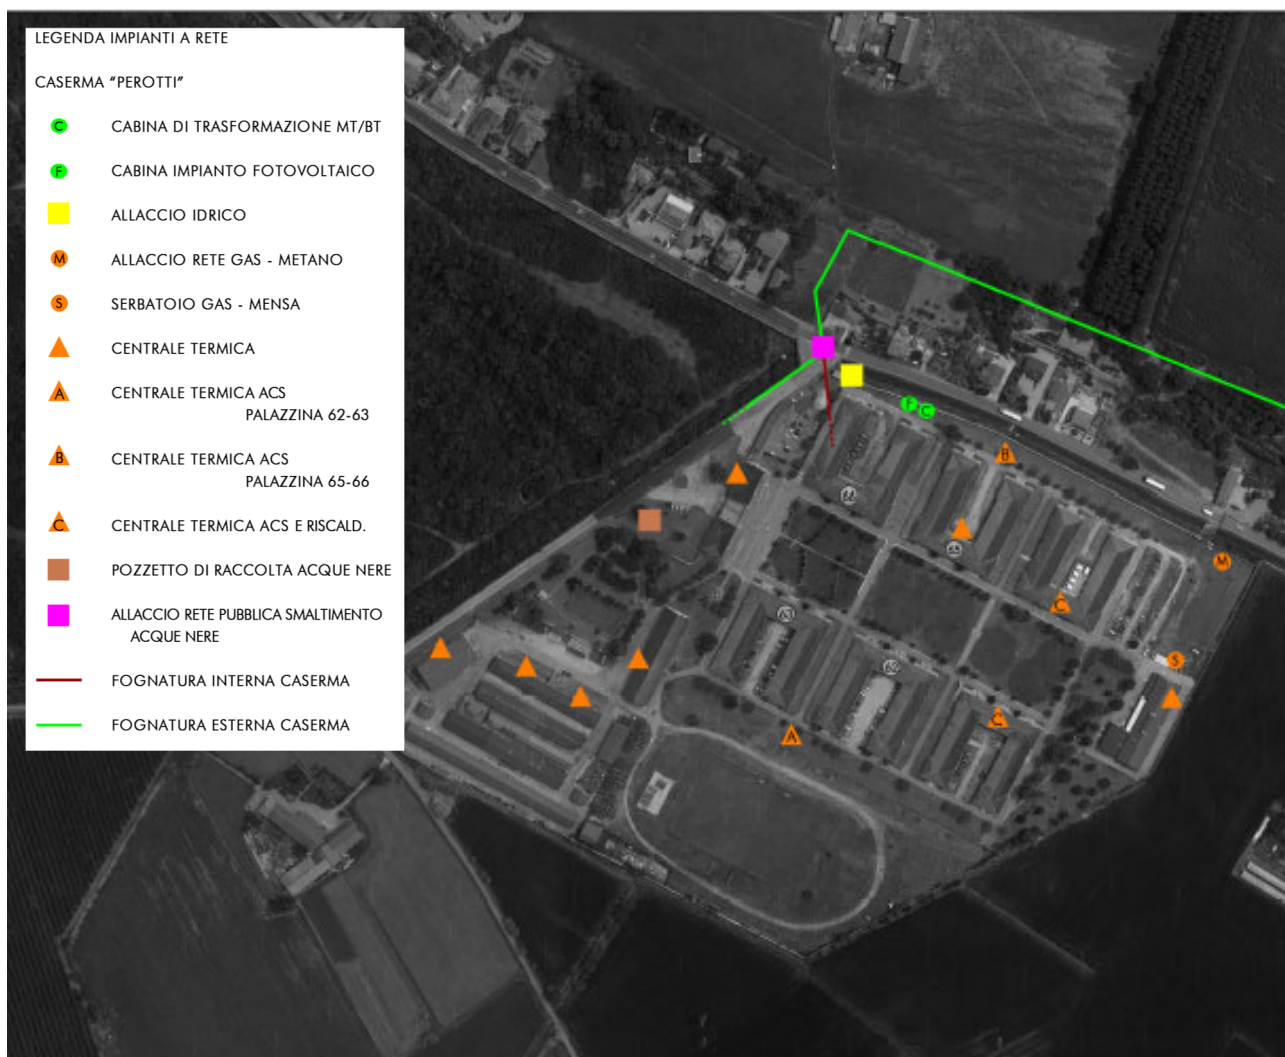 LEGENDA IMPIANTI A RETE
CASERMA “PEROTTI”
C CABINA DI TRASFORMAZIONE MT/BT
F CABINA IMPIANTO FOTOVOLTAICO
ALLACCIO IDRICO
M ALLACCIO RETE GAS - METANO
S SERBATOIO GAS - MENSA
CENTRALE TERMICA
A CENTRALE TERMICA ACS
PALAZZINA 62-63
B CENTRALE TERMICA ACS
PALAZZINA 65-66
C CENTRALE TERMICA ACS E RISCALD.
POZZETTO DI RACCOLTA ACQUE NERE
ALLACCIO RETE PUBBLICA SMALTIMENTO
ACQUE NERE
FOGNATURA INTERNA CASERMA
FOGNATURA ESTERNA CASERMA
F C
B
M
C
63
S
62
C
A